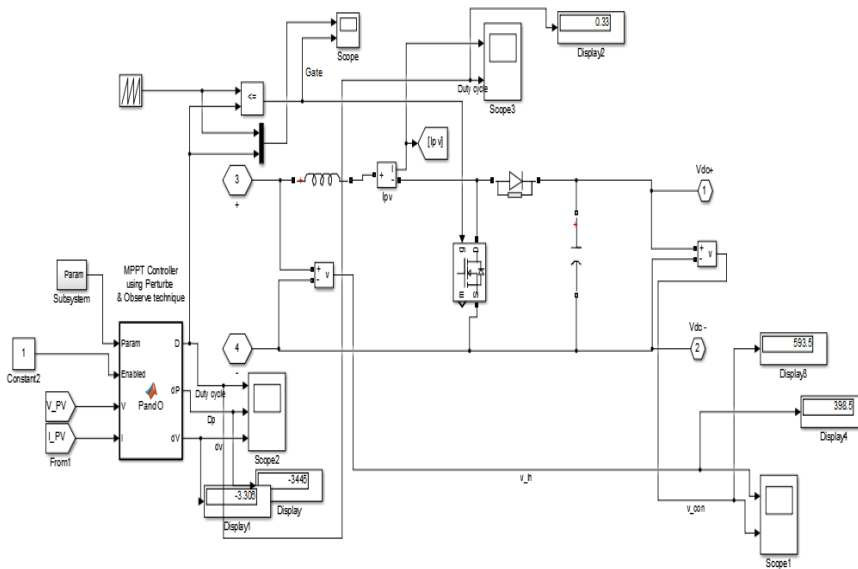 0.33
Display2
Scope
Gate
<=
Duty cycle
Scope3
[Ipv]
3
+
+
-
I
Ipv
Vdc+
1
g
D
m
S
+
-
v
+
-
v
MPPT Controller
using Perturbe
& Observe technique
Param
Subsystem
4
-
Vdc -
2
1
Constant2
Param
Enabled
V
I
PandO
D
dP
dV
V_PV
I_PV
From1
Duty cycle
Dp
dv
Scope2
593.5
Display3
398.5
Display4
-3445
Display
-3.306
Display1
v_in
v_con
Scope1